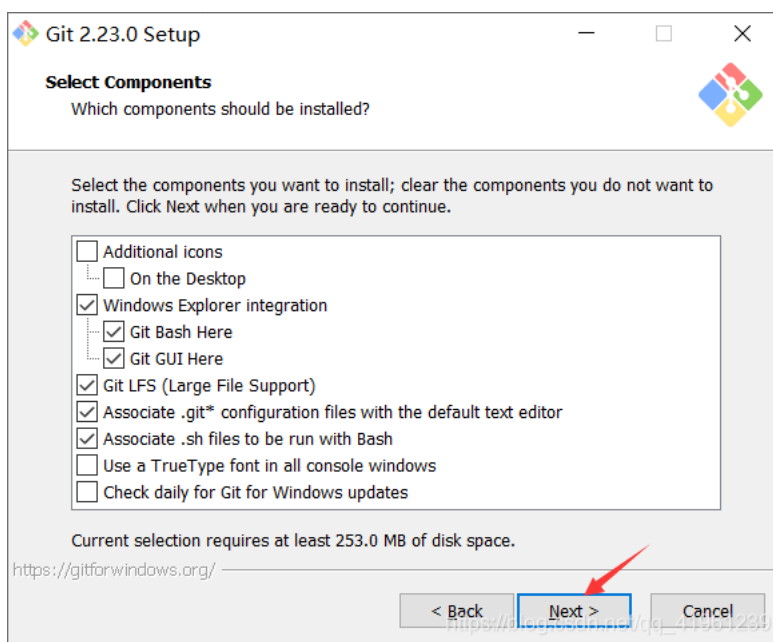 Git 2.23.0 Setup
Select Components
Which components should be installed?
Select the components you want to install; clear the components you do not want to
install. Click Next when you are ready to continue.
Additional icons
On the Desktop
Windows Explorer integration
Git Bash Here
Git GUI Here
Git LFS (Large File Support)
Associate .git* configuration files with the default text editor
Associate .sh files to be run with Bash
Use a TrueType font in all console windows
Check daily for Git for Windows updates
Current selection requires at least 253.0 MB of disk space.
https://gitforwindows.org/
< Back
Next >
Cancel
https://blog.csdn.net/qq_41961239